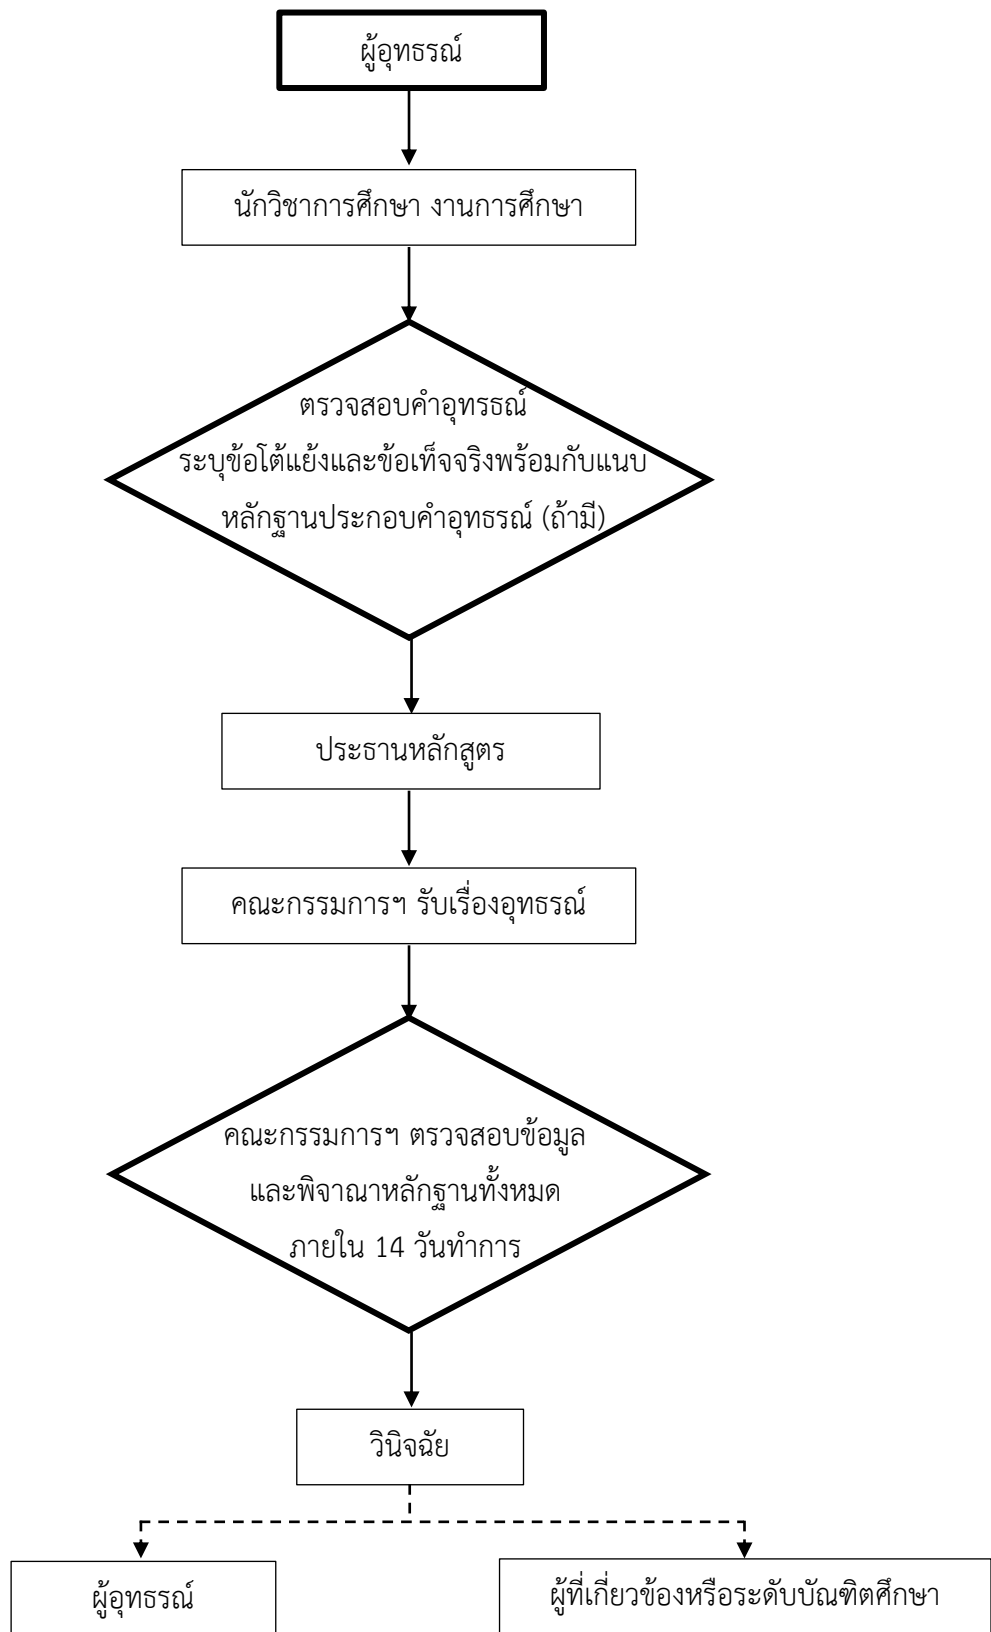 ผู้อุทธรณ์
นักวิชาการศึกษา งานการศึกษา
ตรวจสอบคำอุทรธณ์
ระบุข้อโต้แย้งและข้อเท็จจริงพร้อมกับแนบ
หลักฐานประกอบคำอุทธรณ์ (ถ้ามี)
ประธานหลักสูตร
คณะกรรมการฯ รับเรื่องอุทธรณ์
คณะกรรมการฯ ตรวจสอบข้อมูล
และพิจาณาหลักฐานทั้งหมด
ภายใน 14 วันทำการ
วินิจฉัย
ผู้อุทธรณ์
ผู้ที่เกี่ยวข้องหรือระดับบัณฑิตศึกษา